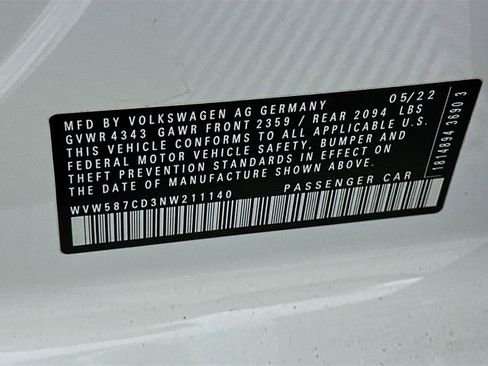 MFD BY VOLKSWAGEN AG GERMANY 05/22
GVWR 4343 GAWR FRONT 2359 / REAR 2094 LBS
THIS VEHICLE CONFORMS TO ALL APPLICABLE U.S.
FEDERAL MOTOR VEHICLE SAFETY, BUMPER AND
THEFT PREVENTION STANDARDS IN EFFECT ON
THE DATE OF MANUFACTURE SHOWN ABOVE
WVW587CD3NW211140 PASSENGER CAR
1814894 3690 3